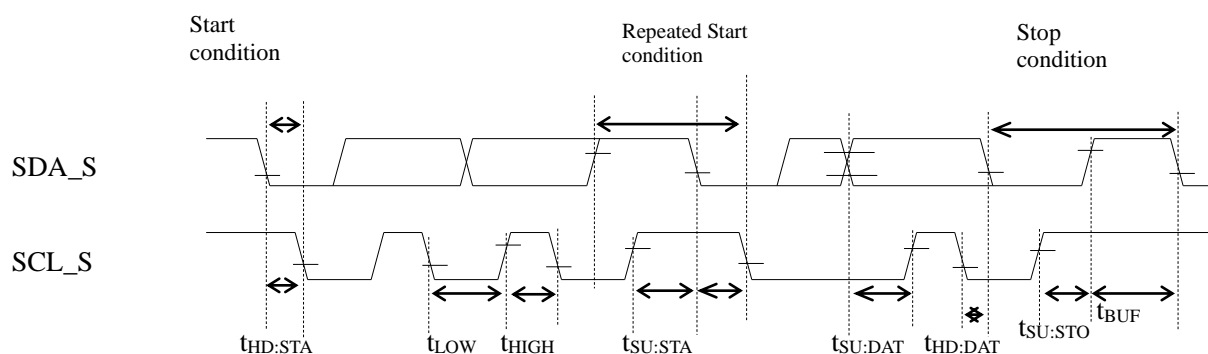 Start
condition
Repeated Start
condition
Stop
condition
SDA_S
SCL_S
tHD:STA
tLOW
tHIGH
tSU:STA
tSU:DAT
tHD:DAT
tSU:STO
tBUF